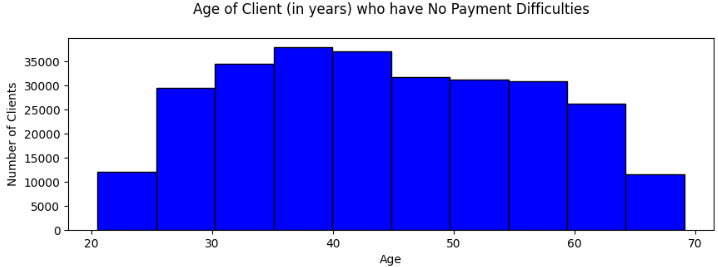 Age of Client (in years) who have No Payment Difficulties
35000
30000
25000
20000
15000
10000
5000
0
Number of Clients
20 30 40 50 60 70
Age